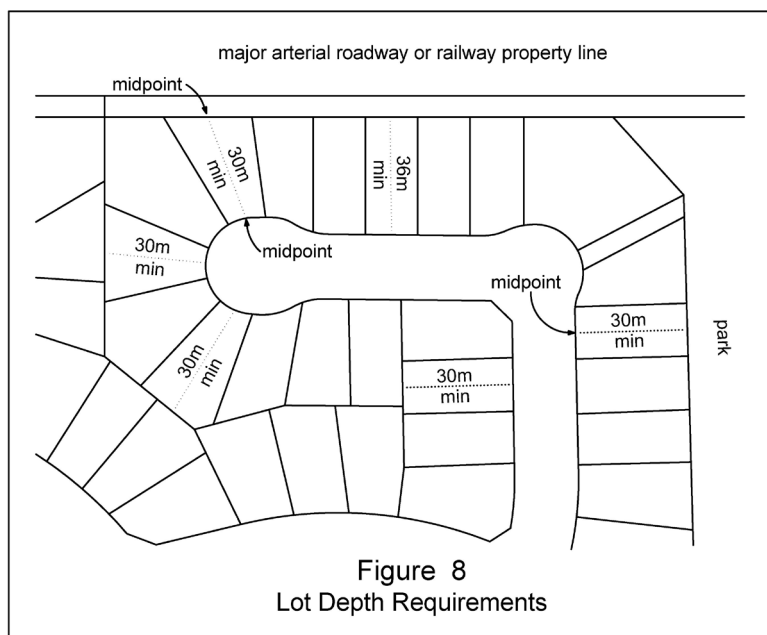 major arterial roadway or railway property line
midpoint
30m
min
36m
min
30m
min
midpoint
midpoint
30m
min
park
30m
min
30m
min
Figure 8
Lot Depth Requirements